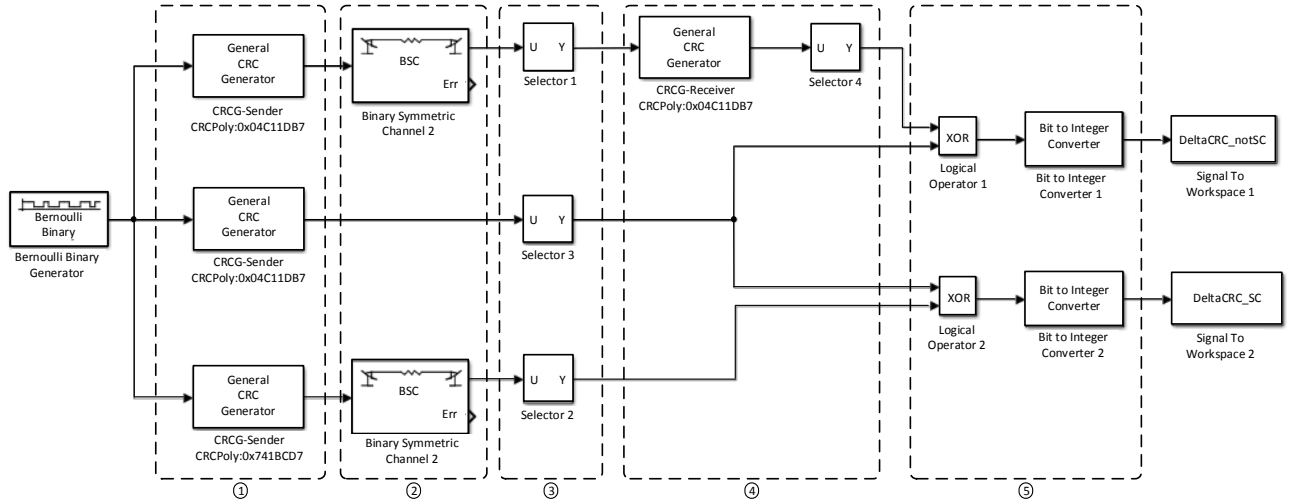 General
CRC
Generator
CRCG-Sender
CRCPoly:0x04C11DB7
BSC
Err
Binary Symmetric
Channel 2
U Y
Selector 1
General
CRC
Generator
CRCG-Receiver
CRCPoly:0x04C11DB7
U Y
Selector 4
XOR
Logical
Operator 1
Bit to Integer
Converter
Bit to Integer
Converter 1
DeltaCRC_notSC
Signal To
Workspace 1
Bernoulli
Binary
Bernoulli Binary
Generator
General
CRC
Generator
CRCG-Sender
CRCPoly:0x04C11DB7
U Y
Selector 3
XOR
Logical
Operator 2
Bit to Integer
Converter
Bit to Integer
Converter 2
DeltaCRC_SC
Signal To
Workspace 2
General
CRC
Generator
CRCG-Sender
CRCPoly:0x741BCD7
BSC
Err
Binary Symmetric
Channel 2
U Y
Selector 2
① ② ③ ④ ⑤